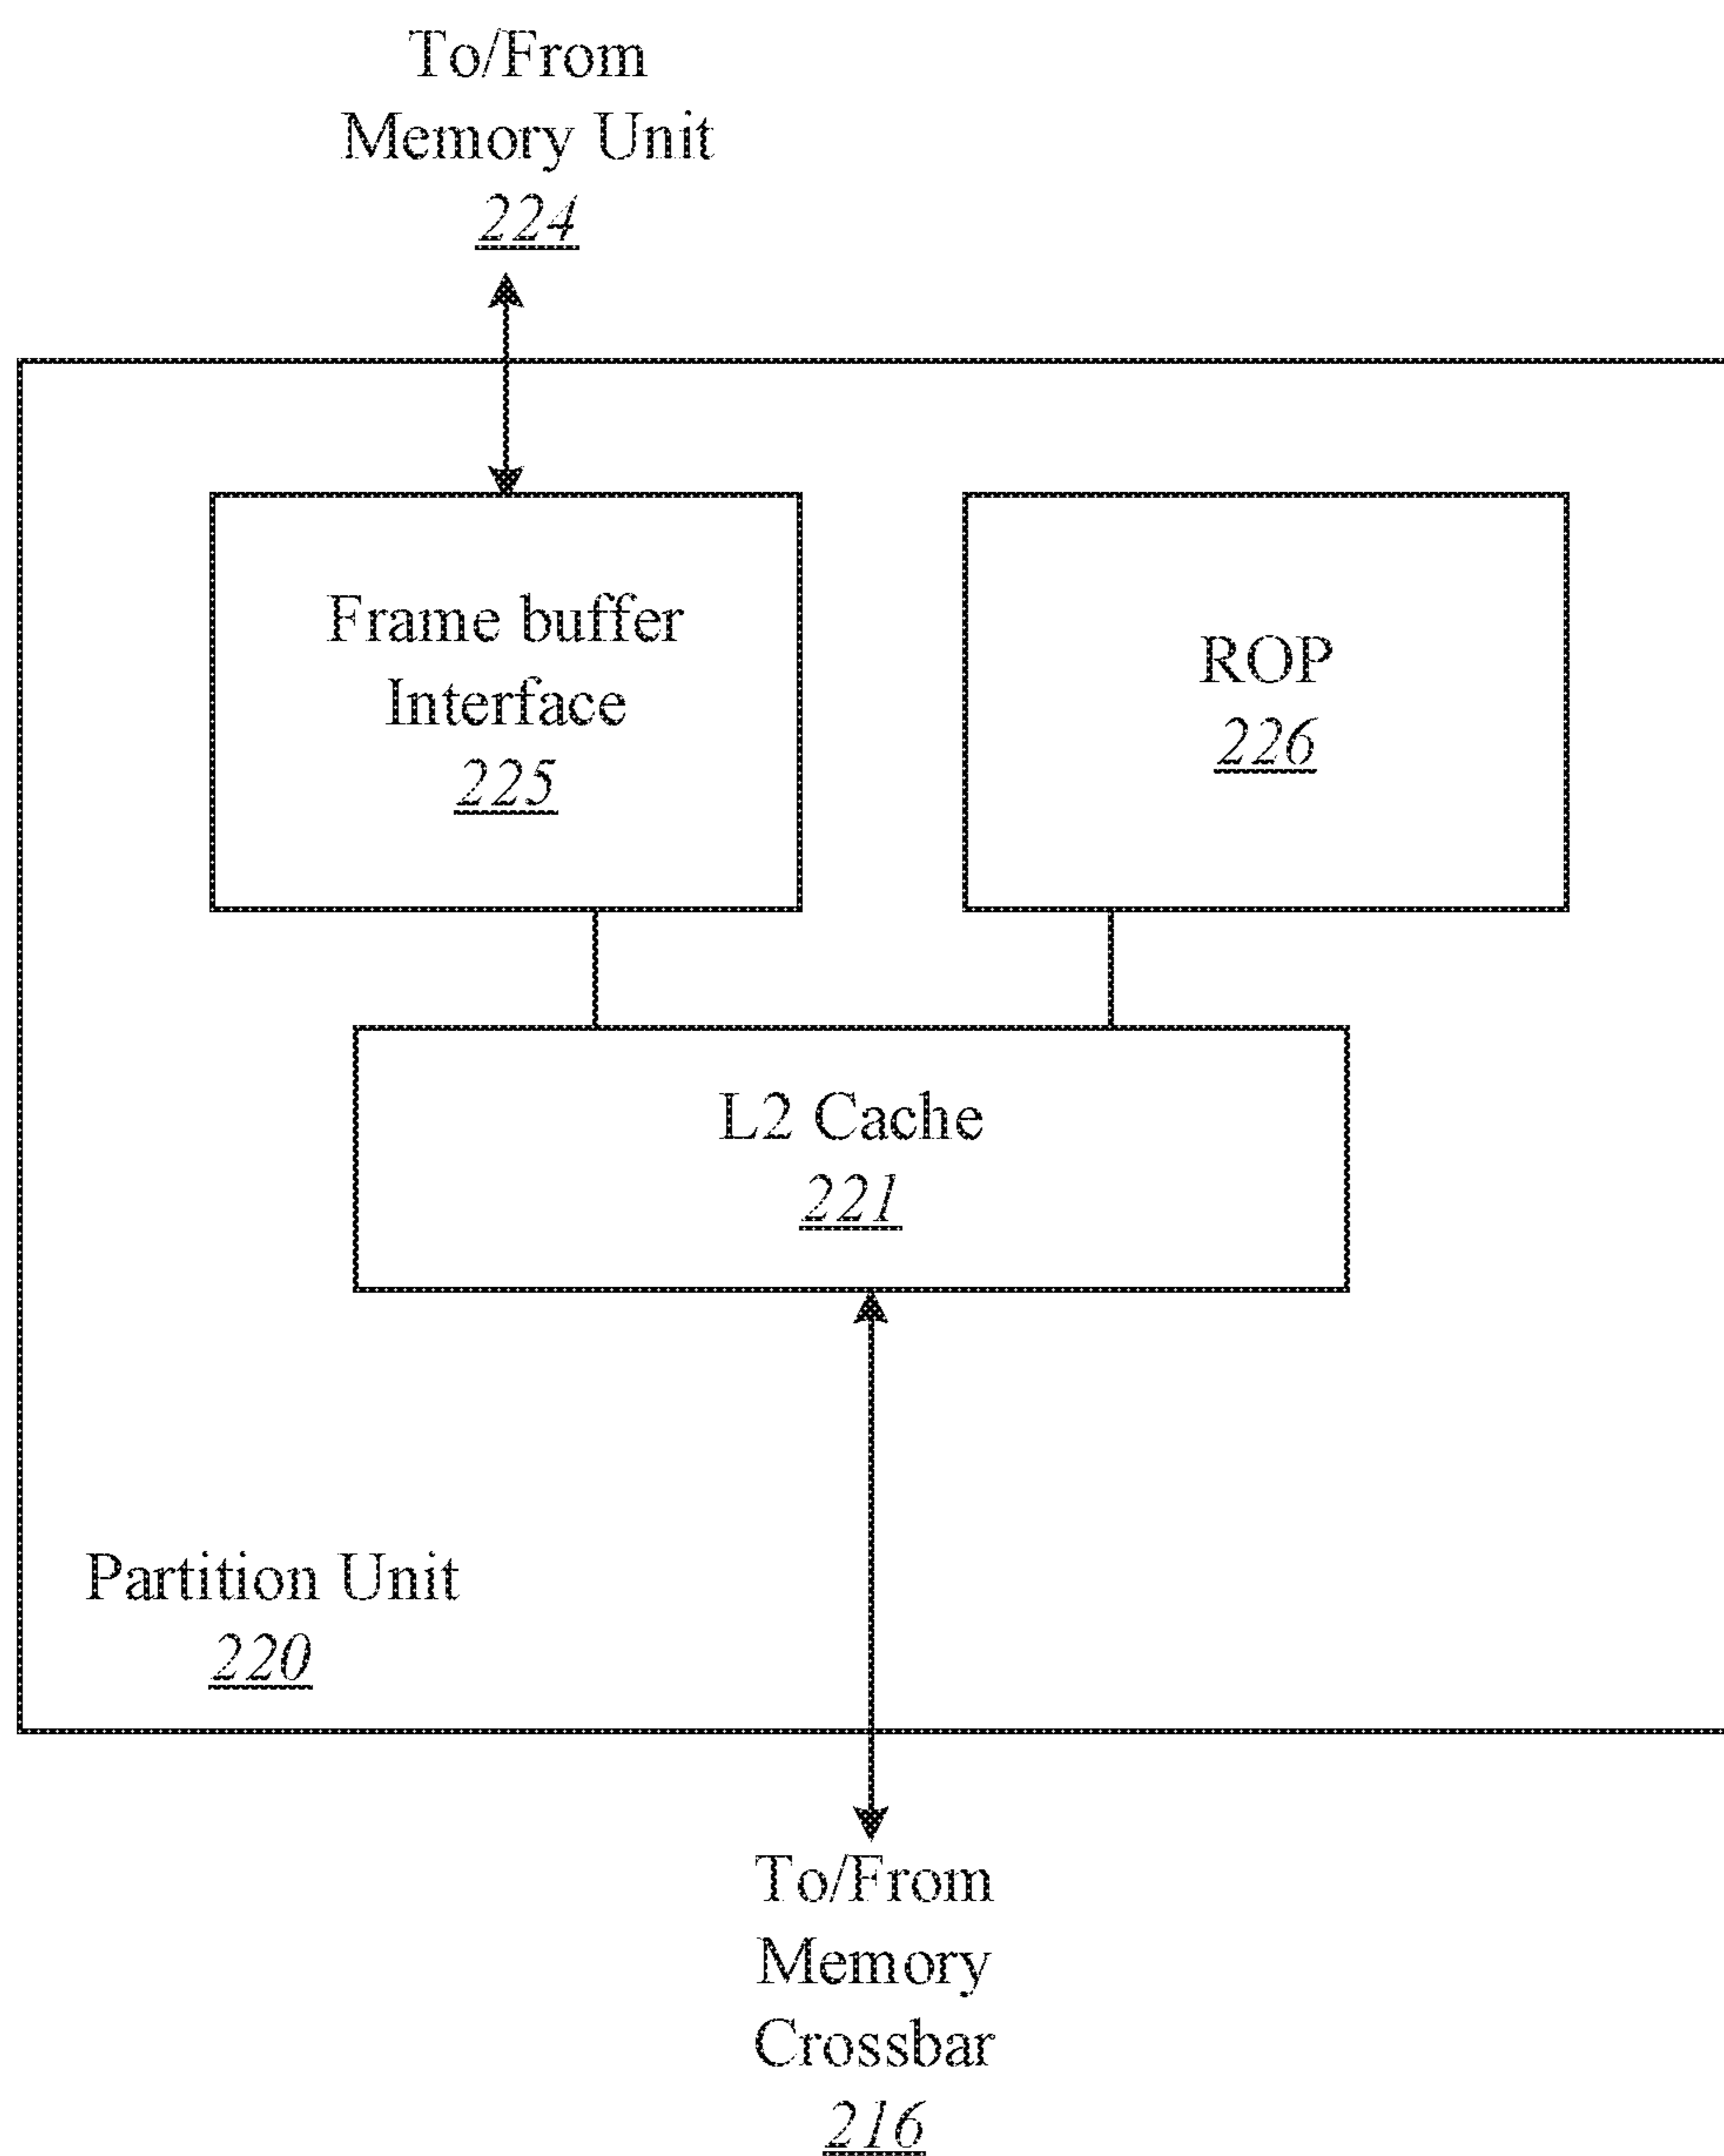 To/From
Memory Unit
224
Frame buffer
Interface
225
ROP
226
L2 Cache
221
Partition Unit
220
To/From
Memory
Crossbar
216